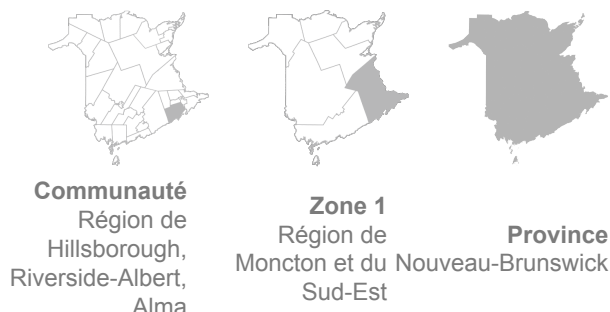 Communauté
Région de
Hillsborough,
Riverside-Albert,
Alma
Zone 1
Région de
Moncton et du
Sud-Est
Province
Nouveau-Brunswick